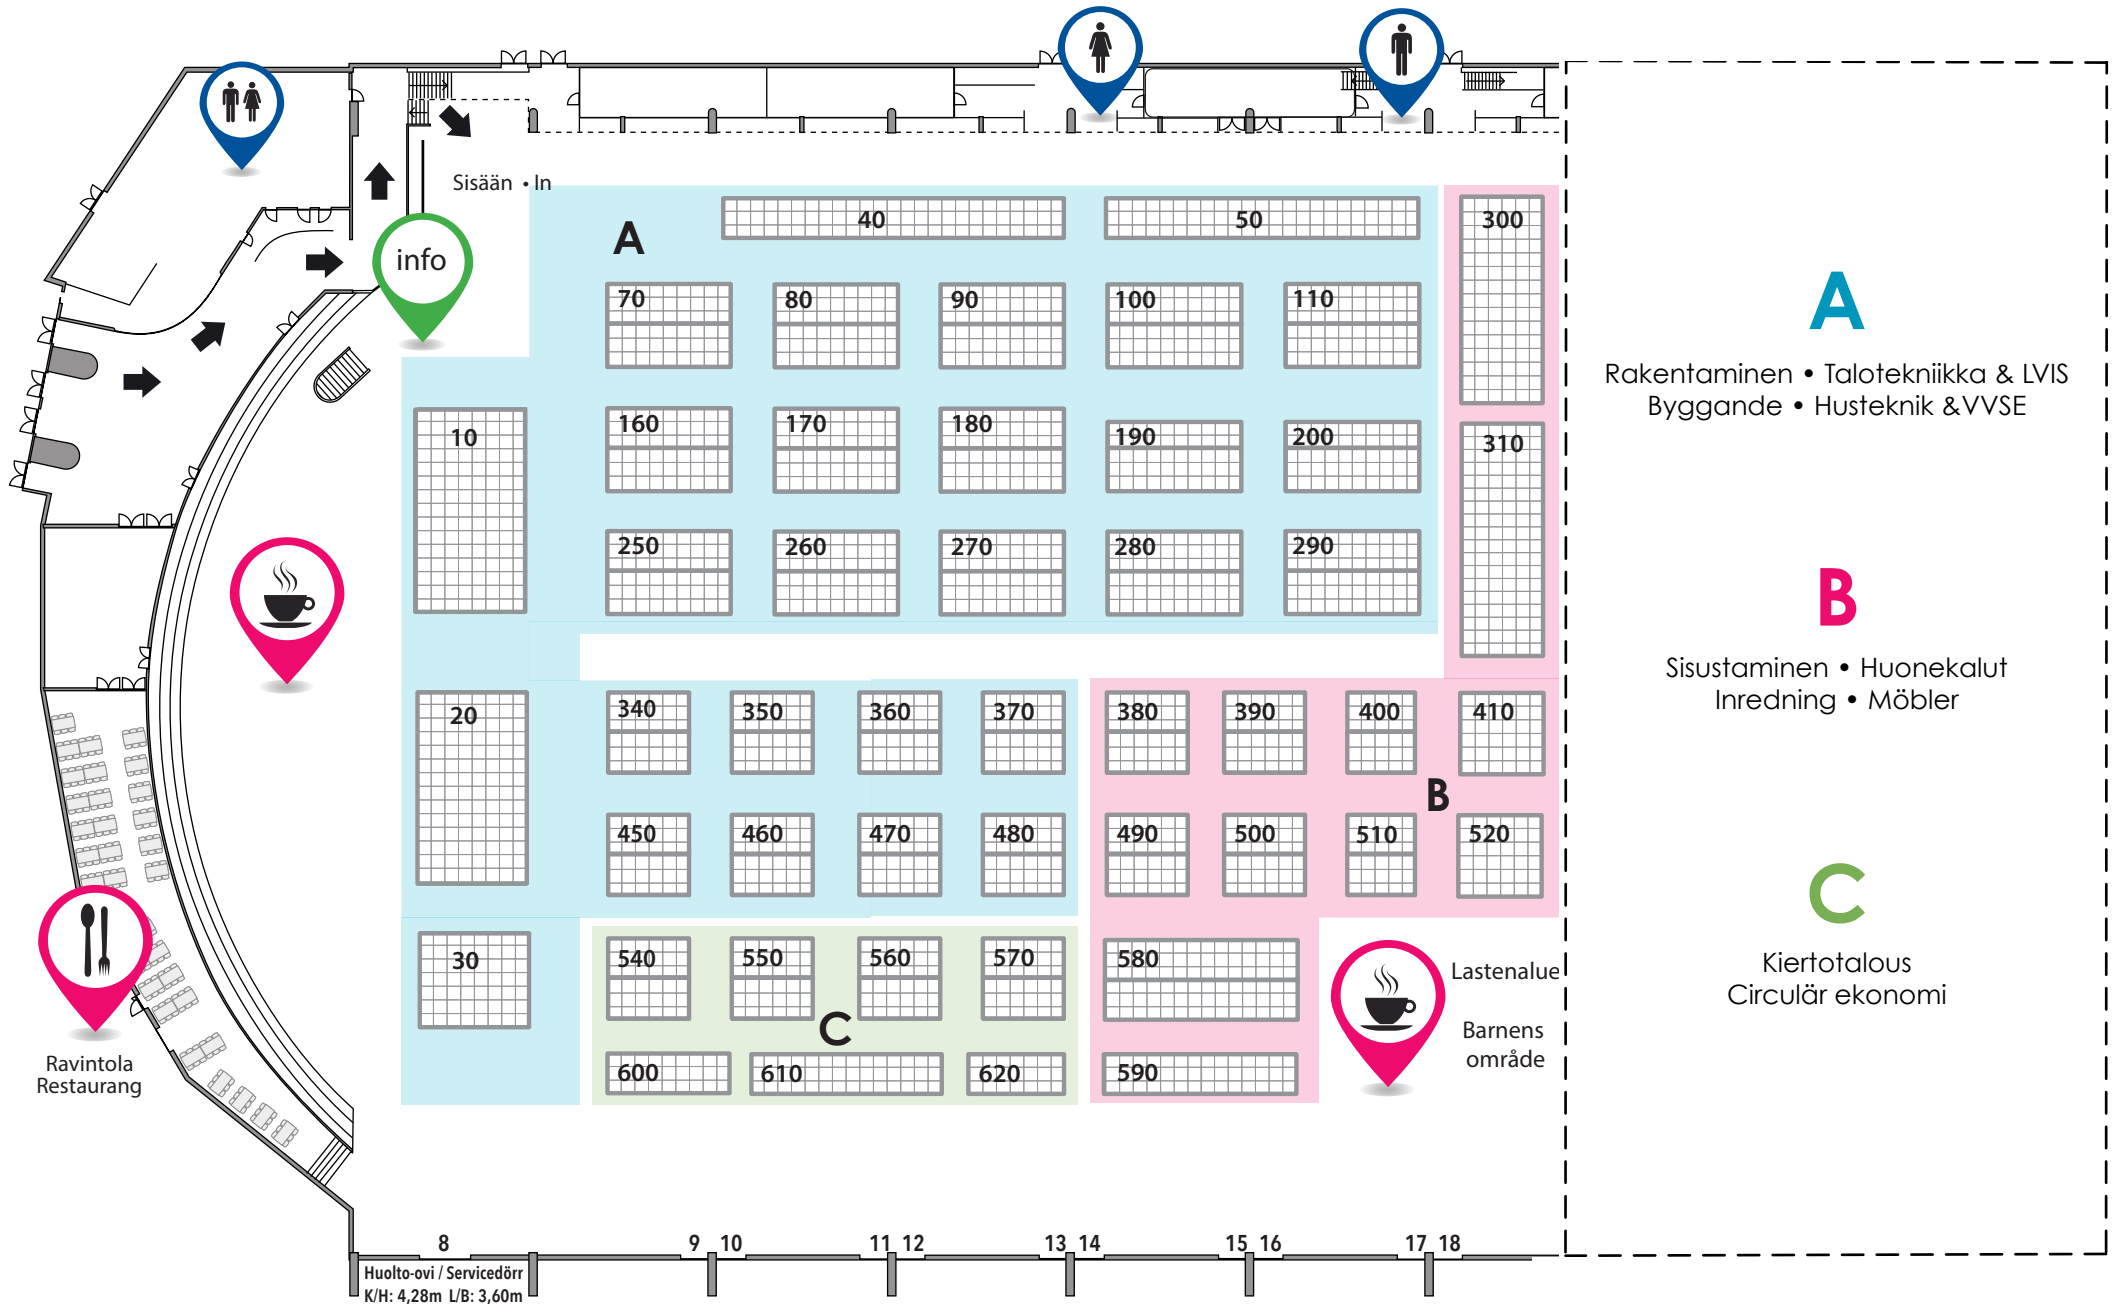 Sisään • In
info
A
40
50
300
70
80
90
100
110
10
160
170
180
190
200
310
250
260
270
280
290
20
340
350
360
370
380
390
400
410
B
450
460
470
480
490
500
510
520
30
540
550
560
570
580
C
600
610
620
590
Lastenalue
Barnens
område
Ravintola
Restaurang
8
9 10
11 12
13 14
15 16
17 18
Huolto-ovi / Servicedörr
K/H: 4,28m L/B: 3,60m
A
Rakentaminen • Talotekniikka & LVIS
Byggande • Husteknik &VVSE
B
Sisustaminen • Huonekalut
Inredning • Möbler
C
Kiertotalous
Circulär ekonomi